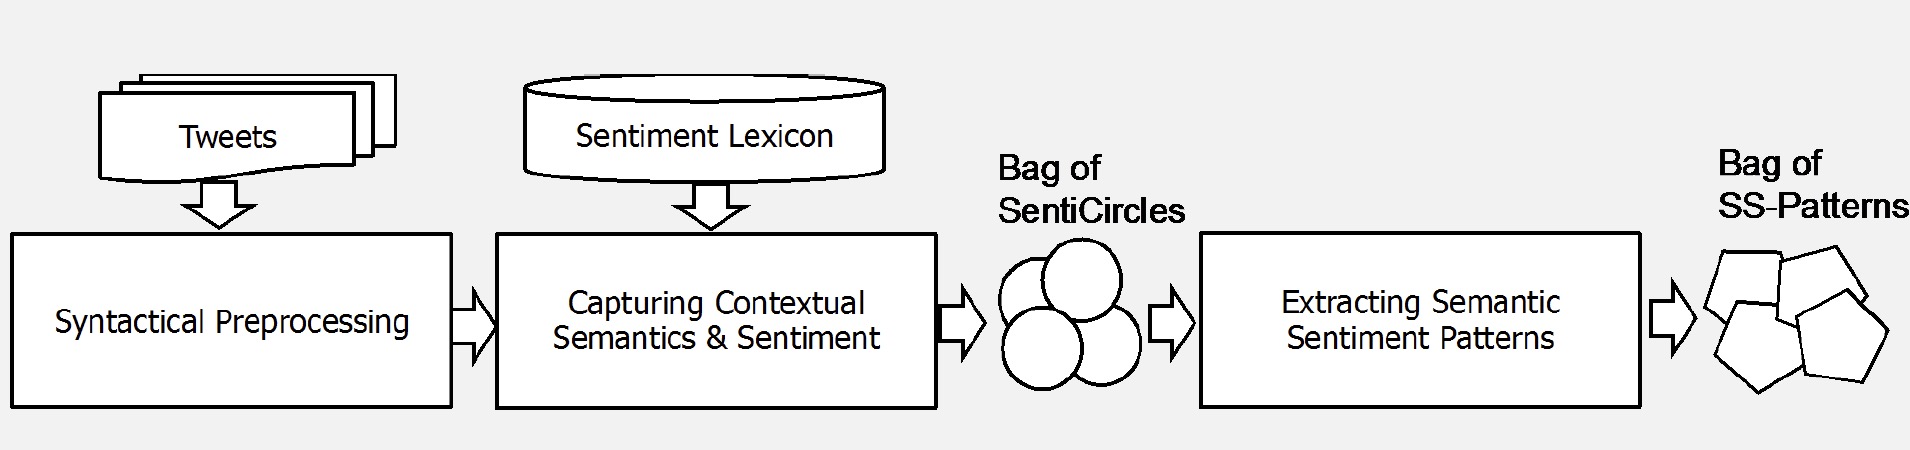 Tweets
Sentiment Lexicon
Bag of
SentiCircles
Bag of
SS-Patterns
Syntactical Preprocessing
Capturing Contextual
Semantics & Sentiment
Extracting Semantic
Sentiment Patterns